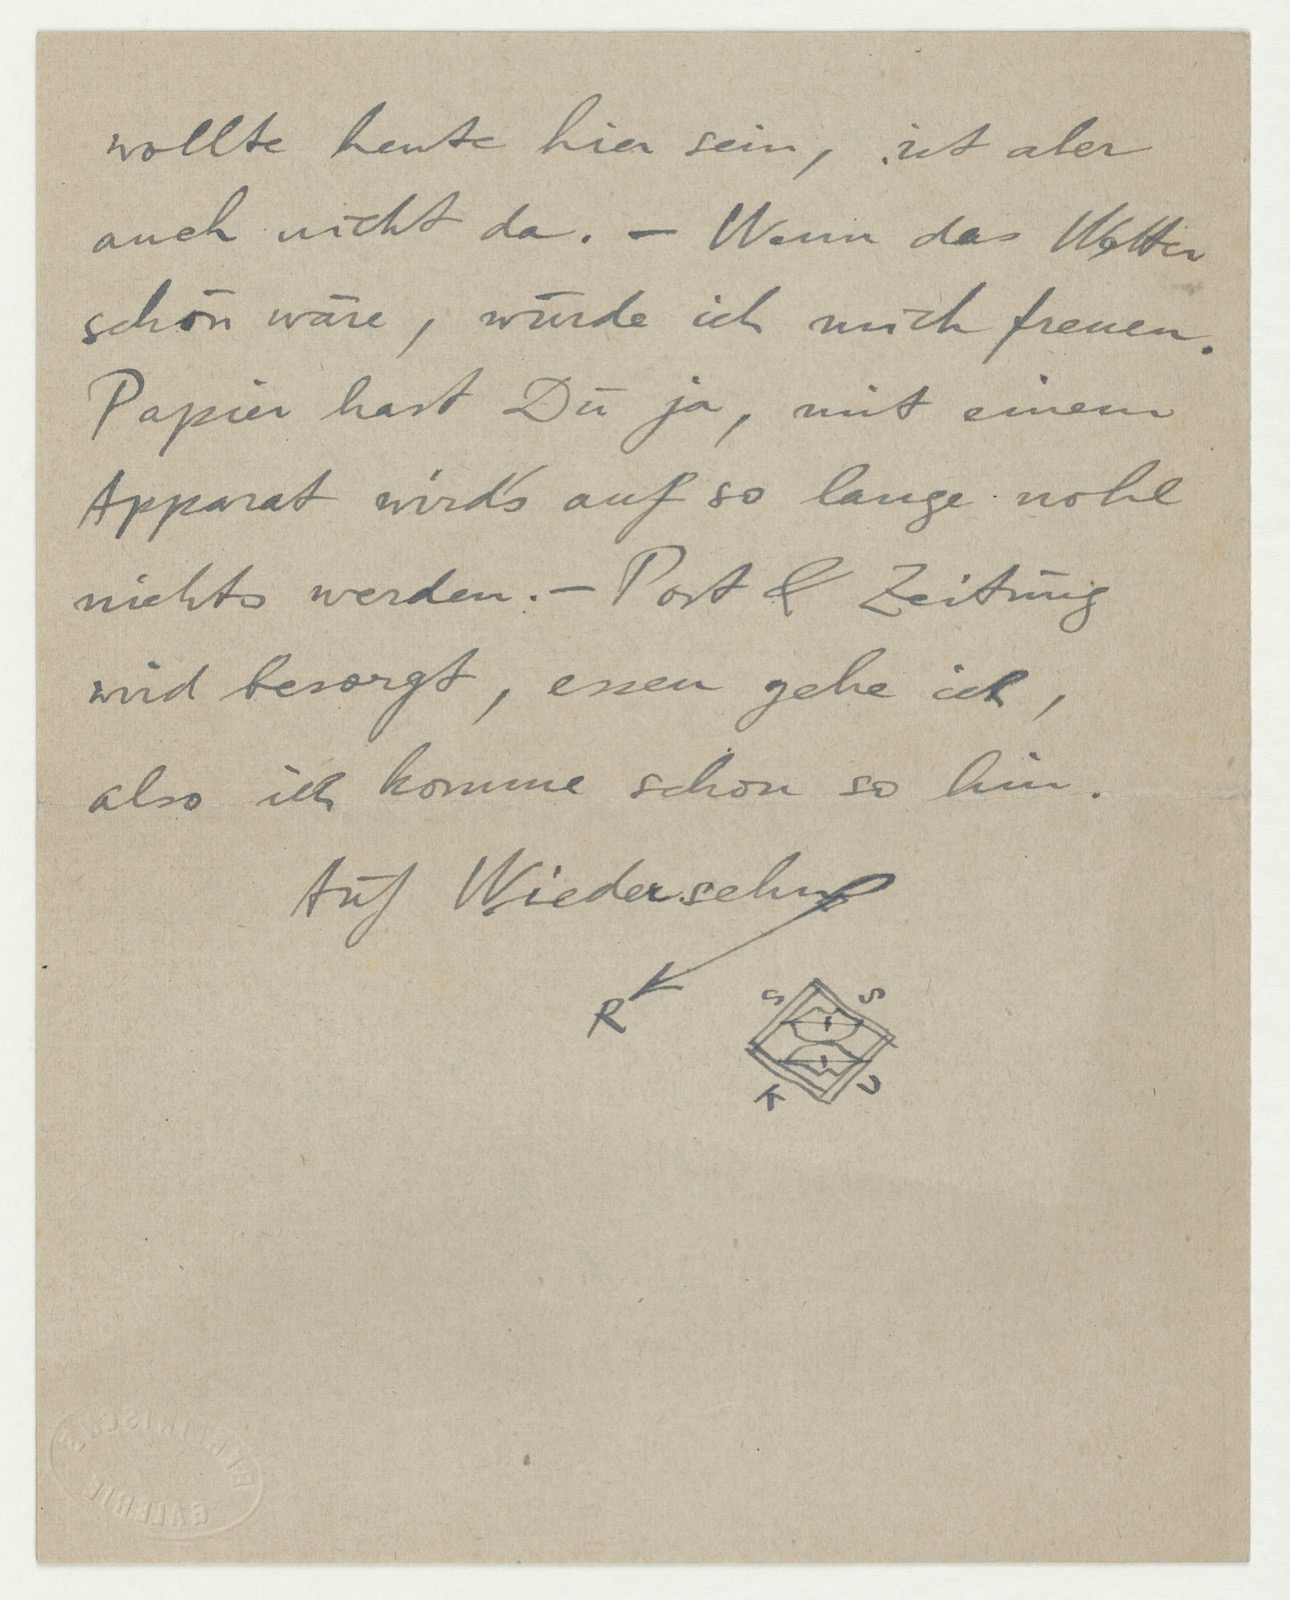 wollte heute hier sein, ist aber
auch nicht da. – Wenn das Wetter
schön wäre, würde ich mich freuen.
Papier hast Du ja, mit einem
Apparat wird's auf so lange wohl
nichts werden. – Post & Zeitung
wird besorgt, essen gehe ich,
also ich komme schon so hin.
Auf Wiedersehn
R
K U S S
BERLINISCHE
GALERIE